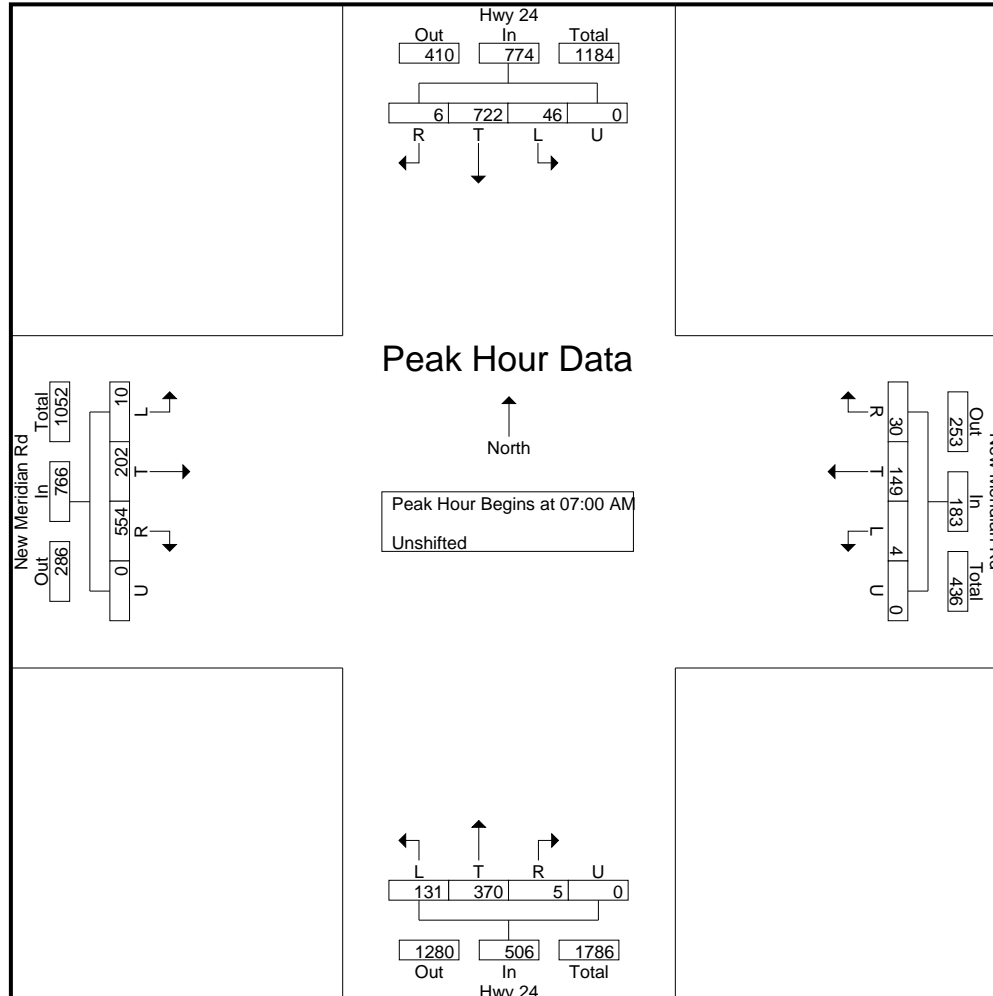 Hwy 24
Out In Total
410 774 1184
6 722 46 0
R T L U
Peak Hour Data
North
Peak Hour Begins at 07:00 AM
Unshifted
New Meridian Rd
Total In Out
1052 766 286
10 202 554 0
L T R U
R T L U
30 149 4 0
Out In Total
253 183 436
L T R U
131 370 5 0
1280 506 1786
Out In Total
Hwy 24